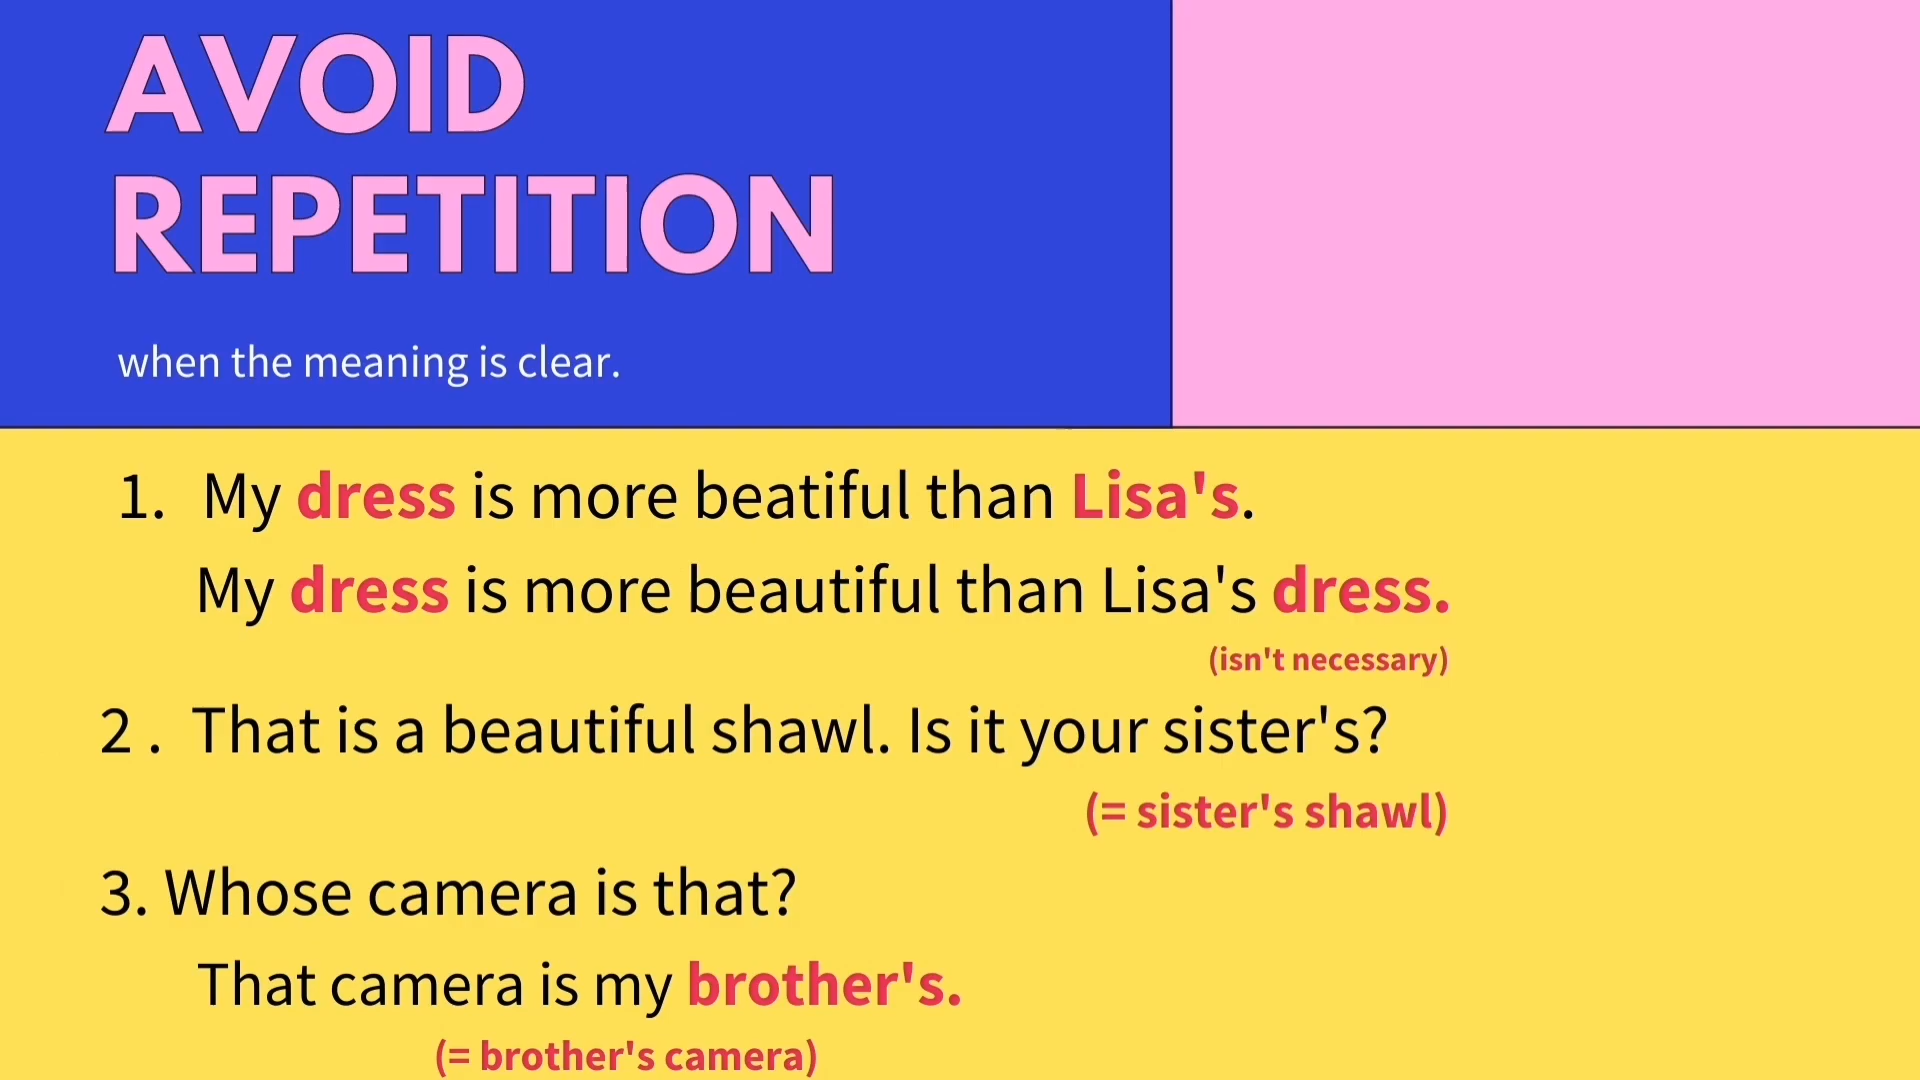 AVOID
REPETITION
when the meaning is clear.
1. My dress is more beatiful than Lisa's.
My dress is more beautiful than Lisa's dress.
(isn't necessary)
2 . That is a beautiful shawl. Is it your sister's?
(= sister's shawl)
3. Whose camera is that?
That camera is my brother's.
(= brother's camera)